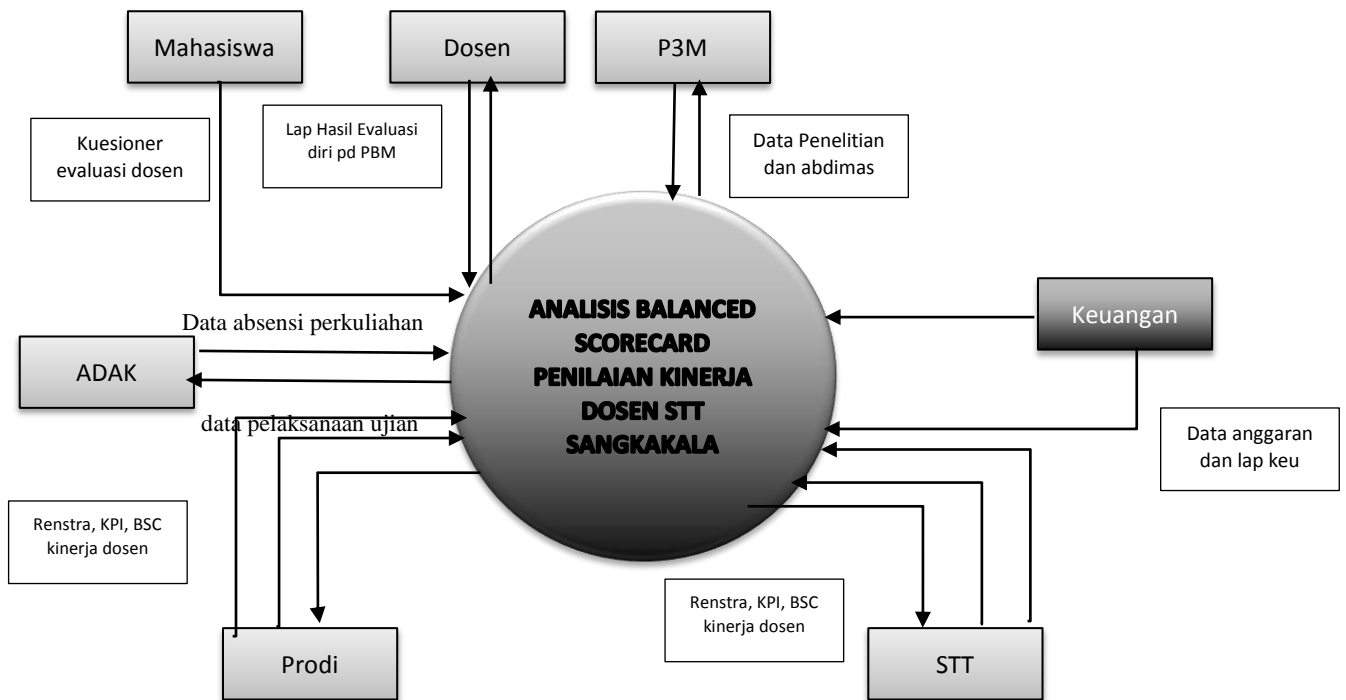 Mahasiswa
Dosen
P3M
Kuesioner
evaluasi dosen
Lap Hasil Evaluasi
diri pd PBM
Data Penelitian
dan abdimas
ANALISIS BALANCED
SCORECARD
PENILAIAN KINERJA
DOSEN STT
SANGKAKALA
Keuangan
Data absensi perkuliahan
ADAK
data pelaksanaan ujian
Data anggaran
dan lap keu
Renstra, KPI, BSC
kinerja dosen
Renstra, KPI, BSC
kinerja dosen
Prodi
STT